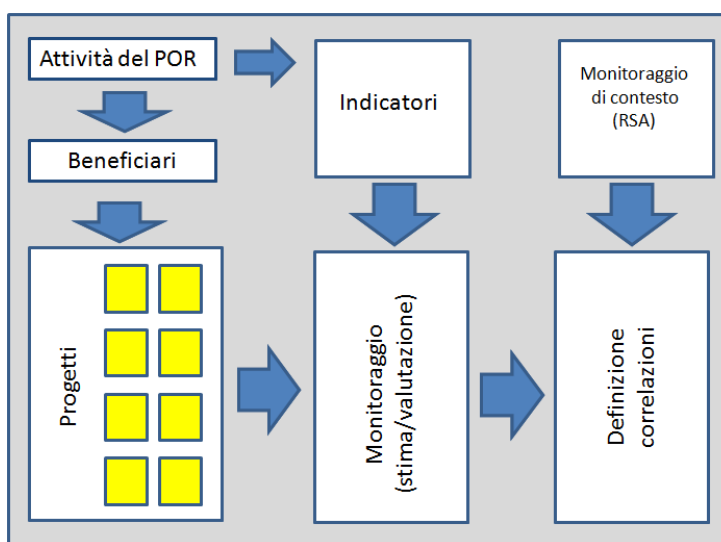 Attività del POR
Indicatori
Monitoraggio
di contesto
(RSA)
Beneficiari
Progetti
Monitoraggio
(stima/valutazione)
Definizione
correlazioni